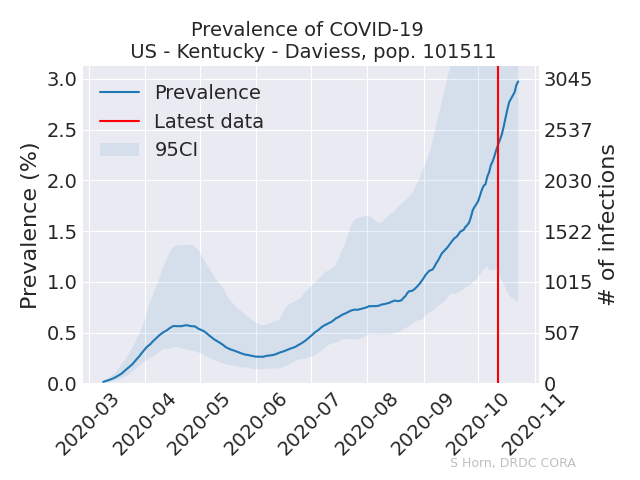 Prevalence of COVID-19
US - Kentucky - Daviess, pop. 101511
Prevalence
Latest data
95CI
Prevalence (%)
3.0
2.5
2.0
1.5
1.0
0.5
0.0
3045
2537
2030
1522
1015
507
0
# of infections
2020-03
2020-04
2020-05
2020-06
2020-07
2020-08
2020-09
2020-10
2020-11
S Horn, DRDC CORA